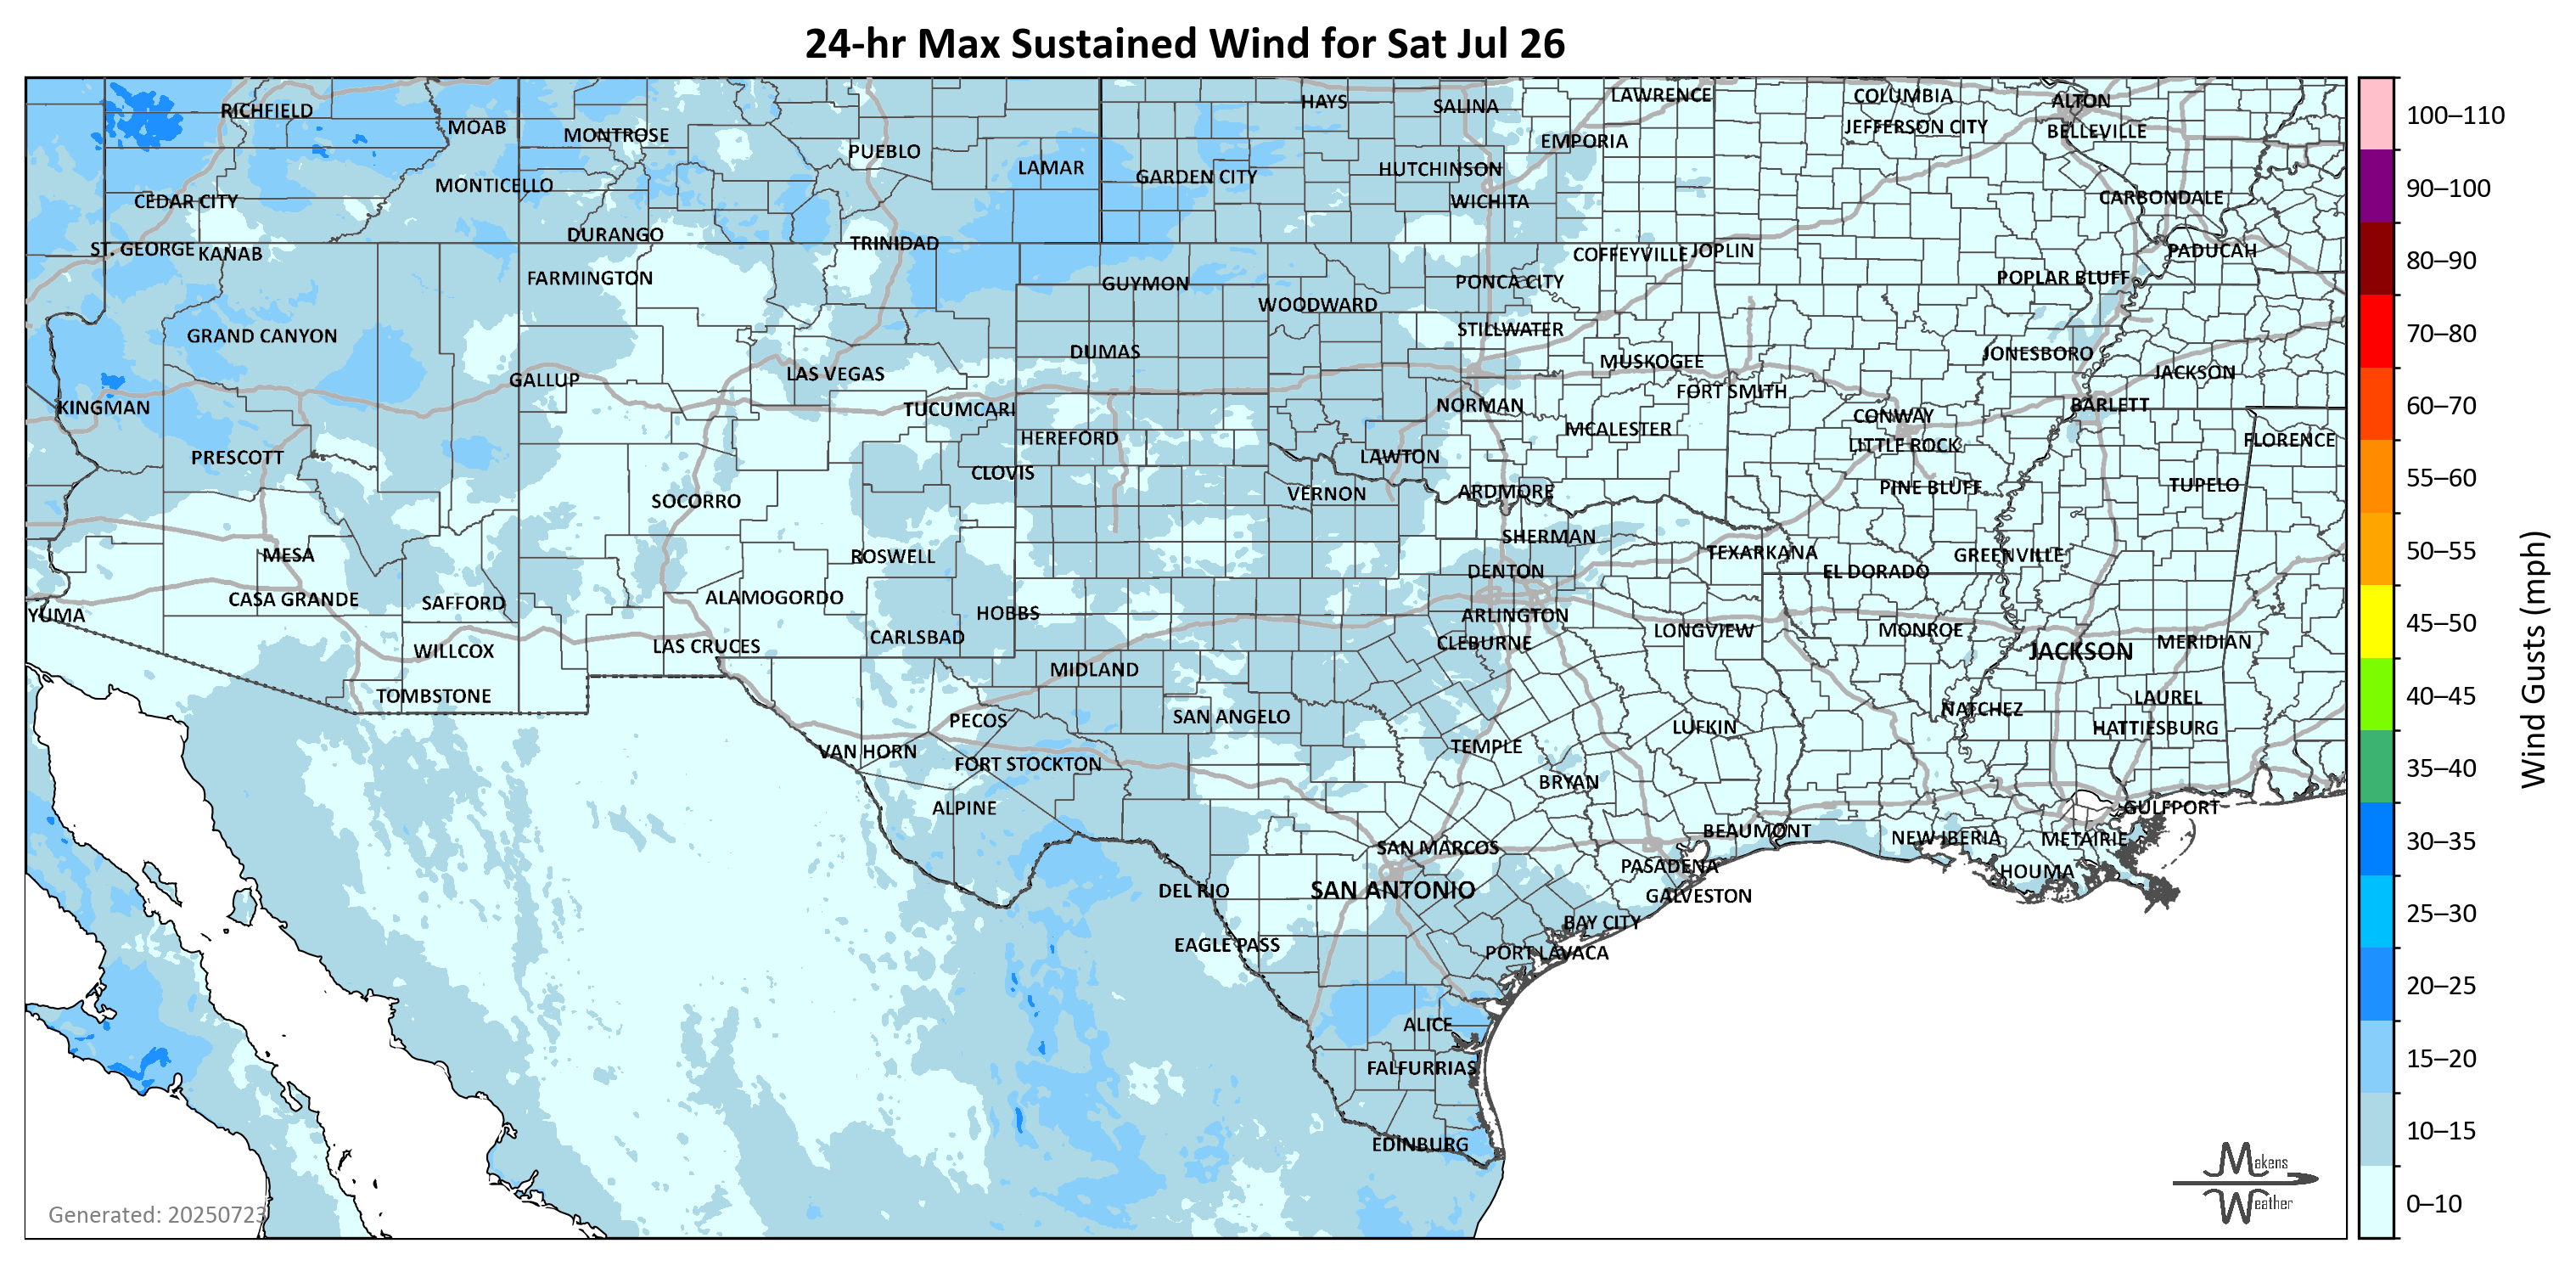 24-hr Max Sustained Wind for Sat Jul 26
RICHFIELD
MOAB
MONTROSE
PUEBLO
LAMAR
HAYS
SALINA
LAWRENCE
COLUMBIA
ALTON
EMPORIA
JEFFERSON CITY
BELLEVILLE
MONTICELLO
GARDEN CITY
HUTCHINSON
CEDAR CITY
WICHITA
CARBONDALE
DURANGO
TRINIDAD
ST. GEORGE
KANAB
COFFEYVILLE
JOPLIN
PADUCAH
FARMINGTON
GUYMON
PONCA CITY
POPLAR BLUFF
WOODWARD
GRAND CANYON
STILLWATER
DUMAS
MUSKOGEE
JONESBORO
GALLUP
LAS VEGAS
JACKSON
KINGMAN
TUCUMCARI
NORMAN
FORT SMITH
CONWAY
BARLETT
HEREFORD
MCALESTER
LITTLE ROCK
FLORENCE
PRESCOTT
CLOVIS
LAWTON
SOCORRO
VERNON
ARDMORE
PINE BLUFF
TUPELO
MESA
ROSWELL
SHERMAN
TEXARKANA
GREENVILLE
DENTON
EL DORADO
YUMA
CASA GRANDE
SAFFORD
ALAMOGORDO
HOBBS
ARLINGTON
WILLCOX
LAS CRUCES
CARLSBAD
CLEBURNE
LONGVIEW
MONROE
JACKSON
MERIDIAN
TOMBSTONE
MIDLAND
LAUREL
PECOS
SAN ANGELO
LUFKIN
NATCHEZ
HATTIESBURG
VAN HORN
FORT STOCKTON
TEMPLE
BRYAN
ALPINE
GULFPORT
SAN MARCOS
BEAUMONT
NEW IBERIA
METAIRIE
DEL RIO
SAN ANTONIO
PASADENA
HOUMA
GALVESTON
EAGLE PASS
BAY CITY
PORT LAVACA
ALICE
FALFURRIAS
EDINBURG
Generated: 20250723
Makens
Weather
100–110
90–100
80–90
70–80
60–70
55–60
50–55
45–50
40–45
35–40
30–35
25–30
20–25
15–20
10–15
0–10
Wind Gusts (mph)